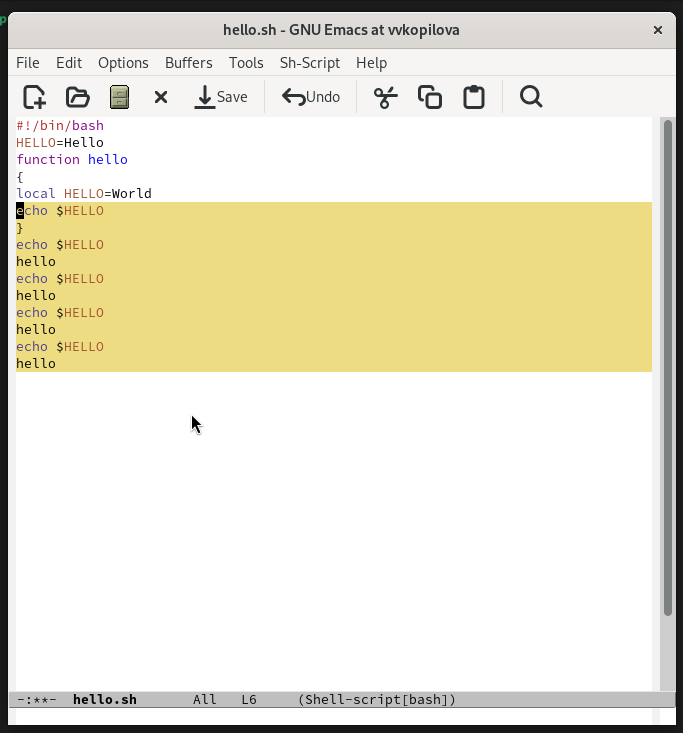 p
hello.sh - GNU Emacs at vvkopilova
File Edit Options Buffers Tools Sh-Script Help
Save Undo
#!/bin/bash
HELLO=Hello
function hello
{
local HELLO=World
echo $HELLO
}
echo $HELLO
hello
echo $HELLO
hello
echo $HELLO
hello
echo $HELLO
hello
-:**- hello.sh All L6 (Shell-script[bash])